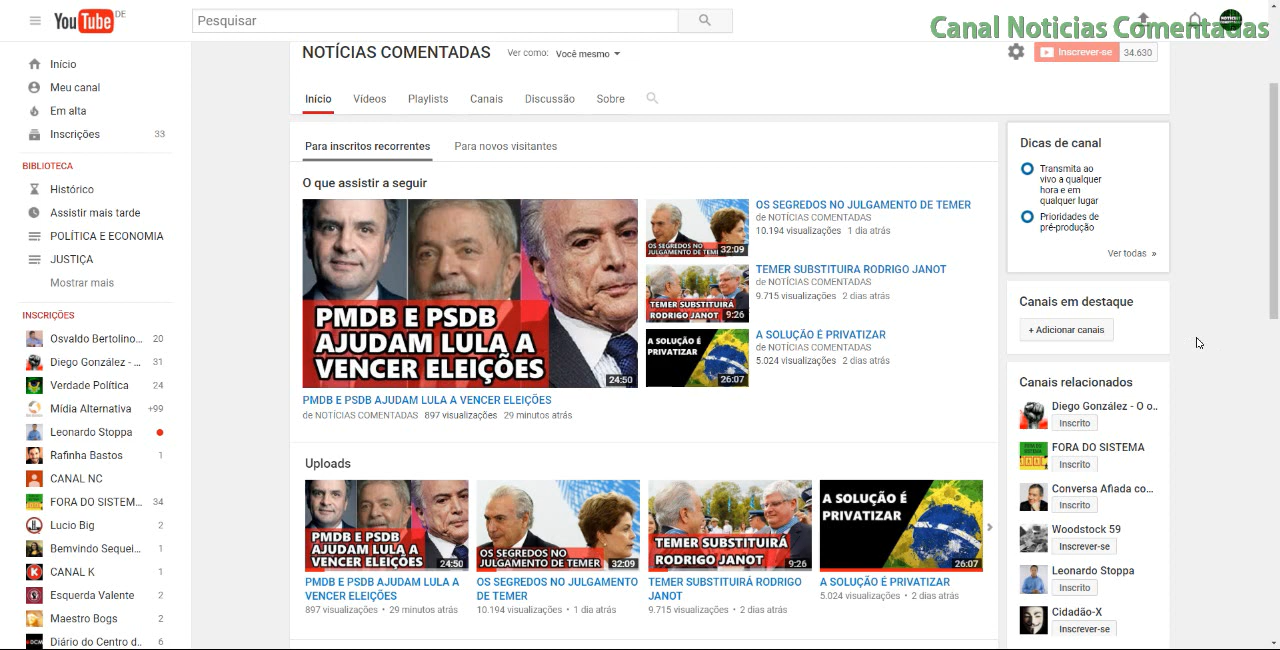 YouTube DE
Pesquisar
Canal Noticias Comentadas
Início
Meu canal
Em alta
Inscrições 33
BIBLIOTECA
Histórico
Assistir mais tarde
POLÍTICA E ECONOMIA
JUSTIÇA
Mostrar mais
INSCRIÇÕES
Osvaldo Bertolino... 20
Diego González - ... 31
Verdade Política 24
Mídia Alternativa +99
Leonardo Stoppa
Rafinha Bastos 1
CANAL NC
FORA DO SISTEM... 34
Lucio Big 2
Bemvindo Sequei... 1
CANAL K 1
Esquerda Valente 2
Maestro Bogs 2
Diário do Centro d.. 6
NOTÍCIAS COMENTADAS Ver como: Você mesmo
Inscrever-se 34.630
Início Vídeos Playlists Canais Discussão Sobre
Para inscritos recorrentes Para novos visitantes
O que assistir a seguir
PMDB E PSDB
AJUDAM LULA A
VENCER ELEIÇÕES
24:50
PMDB E PSDB AJUDAM LULA A VENCER ELEIÇÕES
de NOTÍCIAS COMENTADAS 897 visualizações 29 minutos atrás
OS SEGREDOS NO
JULGAMENTO DE TEMER 32:09
OS SEGREDOS NO JULGAMENTO DE TEMER
de NOTÍCIAS COMENTADAS
10.194 visualizações 1 dia atrás
TEMER SUBSTITUIRÁ
RODRIGO JANOT 9:26
TEMER SUBSTITUIRÁ RODRIGO JANOT
de NOTÍCIAS COMENTADAS
9.715 visualizações 2 dias atrás
A SOLUÇÃO É
PRIVATIZAR
26:07
A SOLUÇÃO É PRIVATIZAR
de NOTÍCIAS COMENTADAS
5.024 visualizações 2 dias atrás
Uploads
PMDB E PSDB
AJUDAM LULA A
VENCER ELEIÇÕES 24:50
PMDB E PSDB AJUDAM LULA A
VENCER ELEIÇÕES
897 visualizações • 29 minutos atrás
OS SEGREDOS NO
JULGAMENTO DE TEMER 32:09
OS SEGREDOS NO JULGAMENTO
DE TEMER
10.194 visualizações • 1 dia atrás
TEMER SUBSTITUIRÁ
RODRIGO JANOT 9:26
TEMER SUBSTITUIRÁ RODRIGO
JANOT
9.715 visualizações • 2 dias atrás
A SOLUÇÃO É
PRIVATIZAR
26:07
A SOLUÇÃO É PRIVATIZAR
5.024 visualizações • 2 dias atrás
Dicas de canal
Transmita ao
vivo a qualquer
hora e em
qualquer lugar
Prioridades de
pré-produção
Ver todas »
Canais em destaque
+ Adicionar canais
Canais relacionados
Diego González - O o..
Inscrito
FORA DO SISTEMA
Inscrito
Conversa Afiada co...
Inscrito
Woodstock 59
Inscrever-se
Leonardo Stoppa
Inscrito
Cidadão-X
Inscrever-se